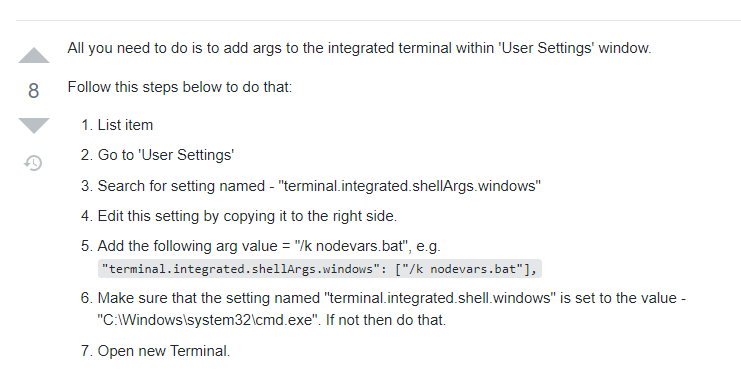 All you need to do is to add args to the integrated terminal within 'User Settings' window.
8
Follow this steps below to do that:
1. List item
2. Go to 'User Settings'
3. Search for setting named - "terminal.integrated.shellArgs.windows"
4. Edit this setting by copying it to the right side.
5. Add the following arg value = "/k nodevars.bat", e.g.
"terminal.integrated.shellArgs.windows": ["/k nodevars.bat"],
6. Make sure that the setting named "terminal.integrated.shell.windows" is set to the value -
"C:\Windows\system32\cmd.exe". If not then do that.
7. Open new Terminal.